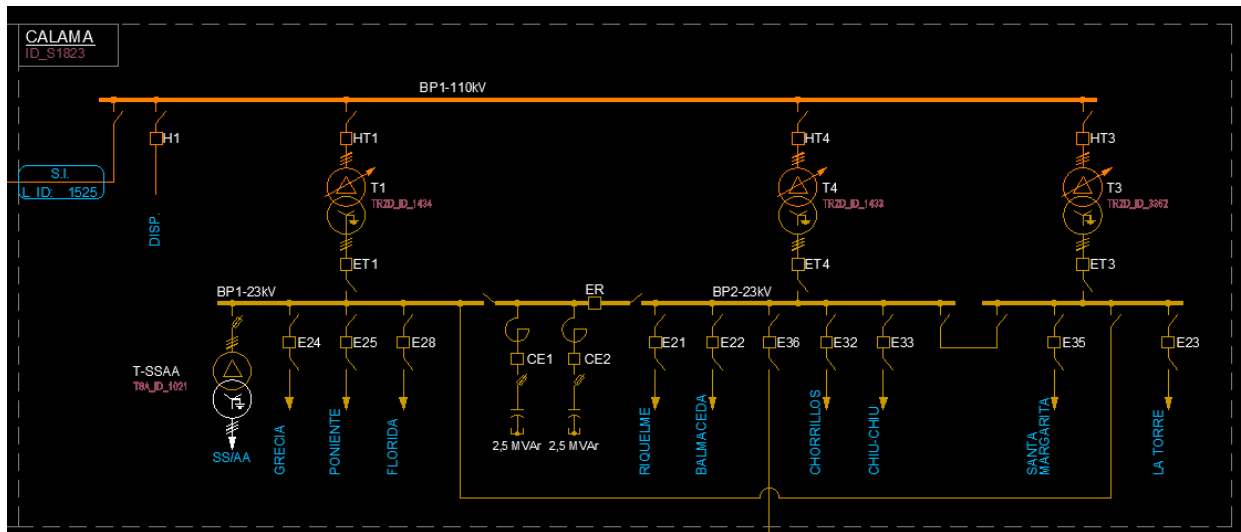 CALAMA
ID_S1823
BP1-110kV
H1
HT1
HT4
HT3
S.I.
L ID: 1525
T1
TR2D_ID_1434
T4
TR2D_ID_1433
T3
TR2D_ID_3362
DISP.
ET1
ET4
ET3
BP1-23kV
ER
BP2-23kV
E24
E25
E28
CE1
CE2
E21
E22
E36
E32
E33
E35
E23
T-SSAA
TSA_ID_1021
SS/AA
GRECIA
PONIENTE
FLORIDA
2,5 MVAr
2,5 MVAr
RIQUELME
BALMACEDA
CHORRILLOS
CHIU-CHIU
SANTA
MARGARITA
LA TORRE